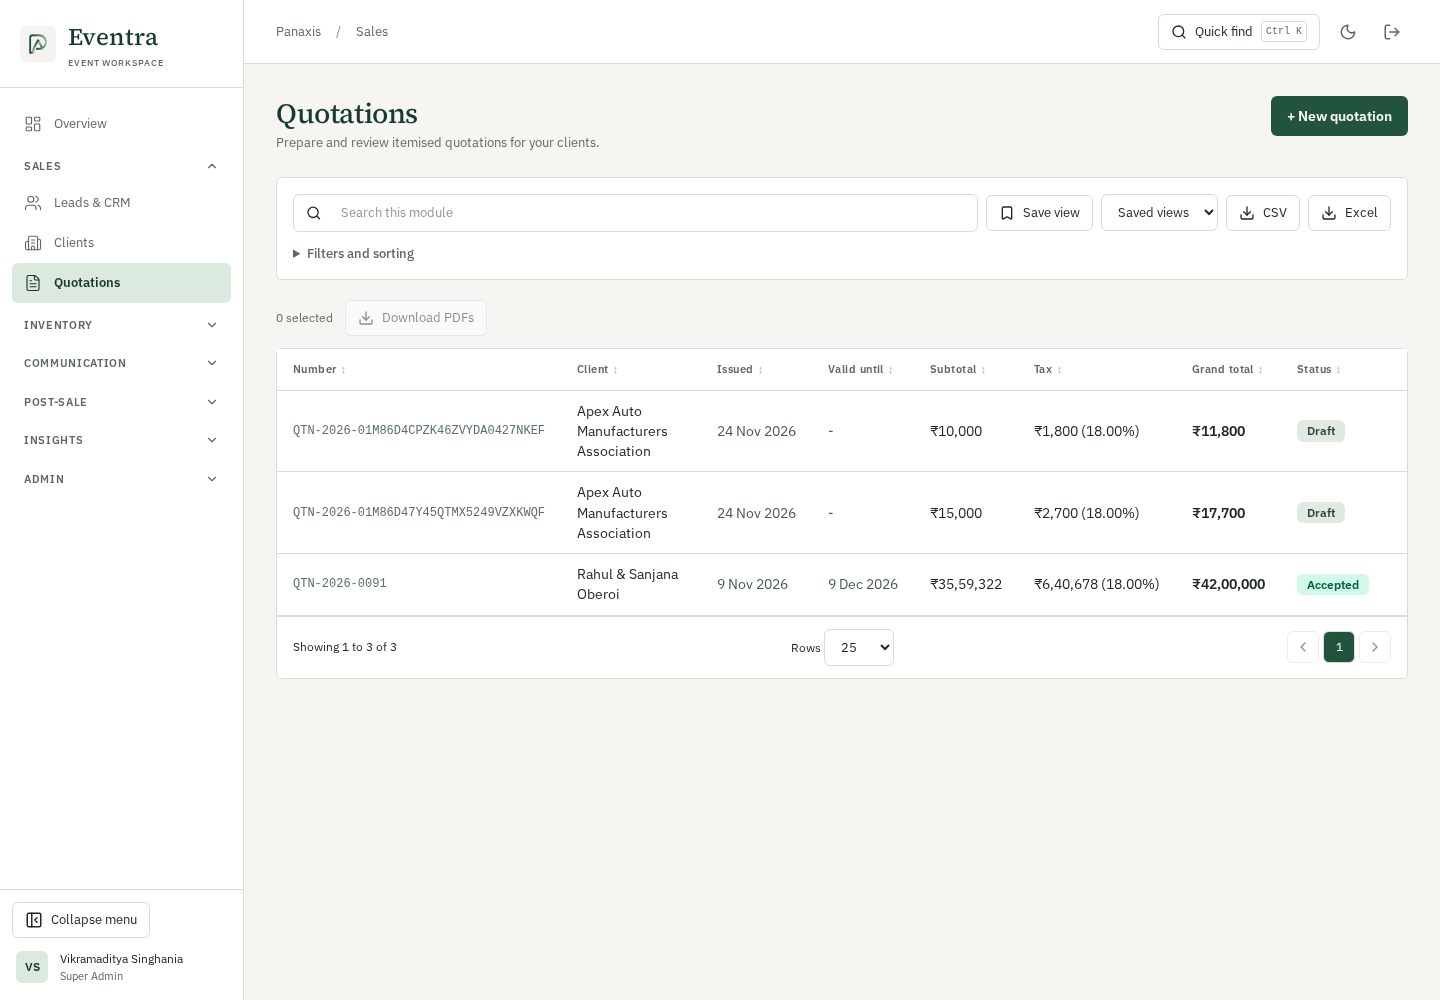 Eventra
EVENT WORKSPACE
Overview
SALES
Leads & CRM
Clients
Quotations
INVENTORY
COMMUNICATION
POST-SALE
INSIGHTS
ADMIN
Collapse menu
VS
Vikramaditya Singhania
Super Admin
Panaxis / Sales
Quick find Ctrl K
Quotations
Prepare and review itemised quotations for your clients.
+ New quotation
Search this module
Save view
Saved views
CSV
Excel
Filters and sorting
0 selected
Download PDFs
Number ↕ Client ↕ Issued ↕ Valid until ↕ Subtotal ↕ Tax ↕ Grand total ↕ Status ↕
QTN-2026-01M86D4CPZK46ZVYDA0427NKEF
Apex Auto
Manufacturers
Association
24 Nov 2026 - ₹10,000 ₹1,800 (18.00%) ₹11,800 Draft
QTN-2026-01M86D47Y45QTMX5249VZXKWQF
Apex Auto
Manufacturers
Association
24 Nov 2026 - ₹15,000 ₹2,700 (18.00%) ₹17,700 Draft
QTN-2026-0091
Rahul & Sanjana
Oberoi
9 Nov 2026 9 Dec 2026 ₹35,59,322 ₹6,40,678 (18.00%) ₹42,00,000 Accepted
Showing 1 to 3 of 3
Rows 25
1